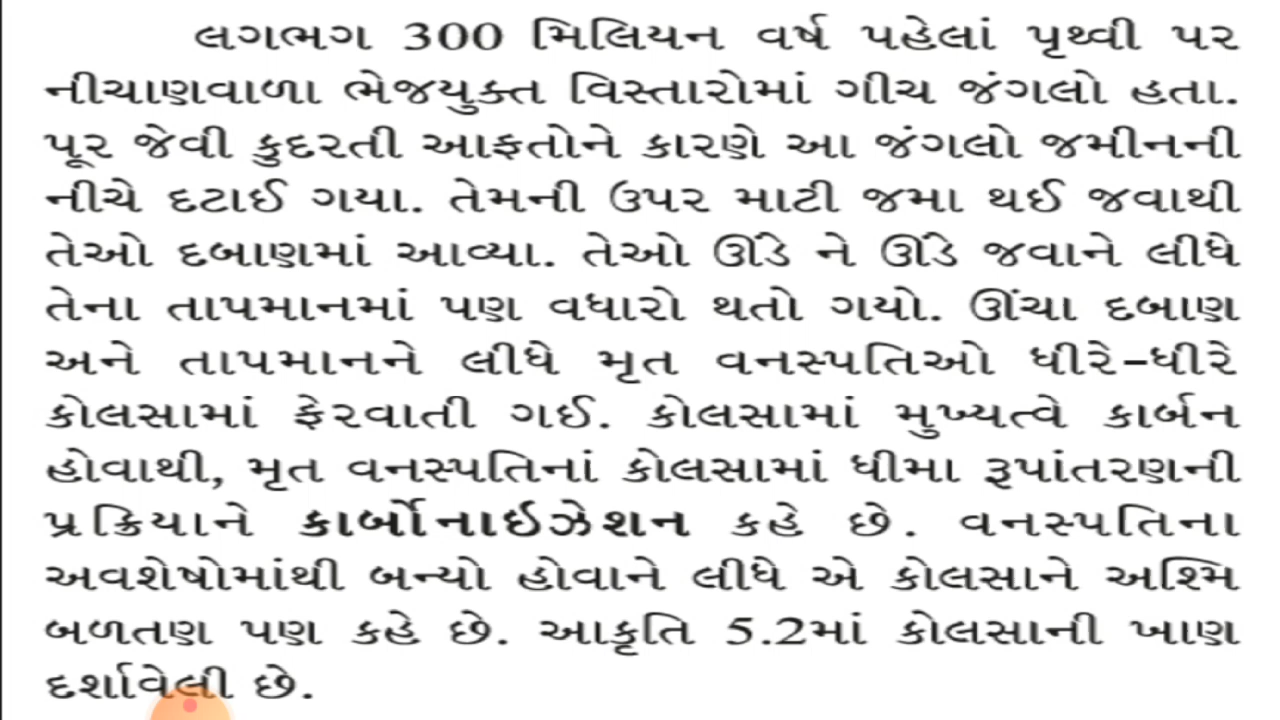 લગભગ 300 મિલિયન વર્ષ પહેલાં પૃથ્વી પર
નીચાણવાળા ભેજયુક્ત વિસ્તારોમાં ગીચ જંગલો હતા.
પૂર જેવી કુદરતી આફતોને કારણે આ જંગલો જમીનની
નીચે દટાઈ ગયા. તેમની ઉપર માટી જમા થઈ જવાથી
તેઓ દબાણમાં આવ્યા. તેઓ ઊંડે ને ઊંડે જવાને લીધે
તેના તાપમાનમાં પણ વધારો થતો ગયો. ઊંચા દબાણ
અને તાપમાનને લીધે મૃત વનસ્પતિઓ ધીરે-ધીરે
કોલસામાં ફેરવાતી ગઈ. કોલસામાં મુખ્યત્વે કાર્બન
હોવાથી, મૃત વનસ્પતિનાં કોલસામાં ધીમા રૂપાંતરણની
પ્રક્રિયાને કાર્બોનાઇઝેશન કહે છે. વનસ્પતિના
અવશેષોમાંથી બન્યો હોવાને લીધે એ કોલસાને અશ્મિ
બળતણ પણ કહે છે. આકૃતિ 5.2માં કોલસાની ખાણ
દર્શાવેલી છે.